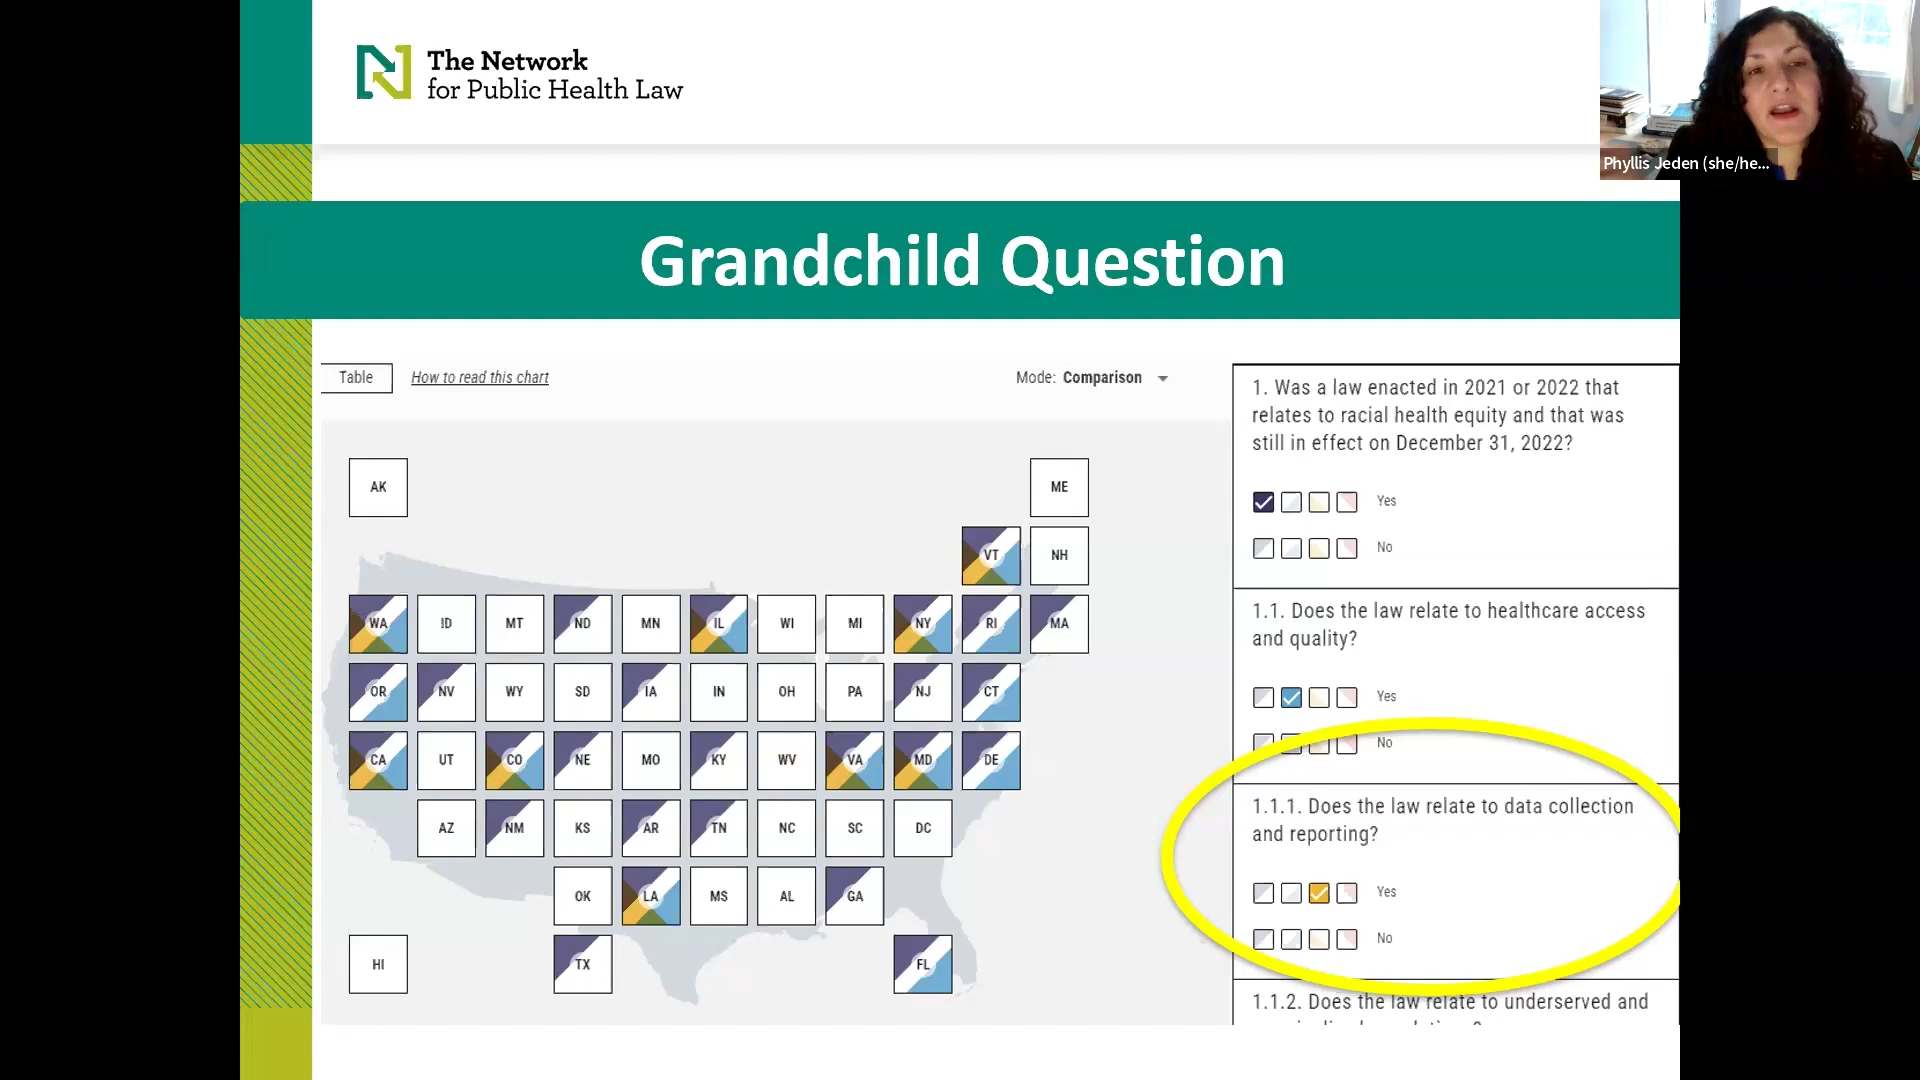 The Network
for Public Health Law
Phyllis Jeden (she/he...
Grandchild Question
Table
How to read this chart
Mode: Comparison
AK
ME
VT
NH
WA
ID
MT
ND
MN
IL
WI
MI
NY
RI
MA
OR
NV
WY
SD
IA
IN
OH
PA
NJ
CT
CA
UT
CO
NE
MO
KY
WV
VA
MD
DE
AZ
NM
KS
AR
TN
NC
SC
DC
OK
LA
MS
AL
GA
HI
TX
FL
1. Was a law enacted in 2021 or 2022 that
relates to racial health equity and that was
still in effect on December 31, 2022?
Yes
No
1.1. Does the law relate to healthcare access
and quality?
Yes
No
1.1.1. Does the law relate to data collection
and reporting?
Yes
No
1.1.2. Does the law relate to underserved and